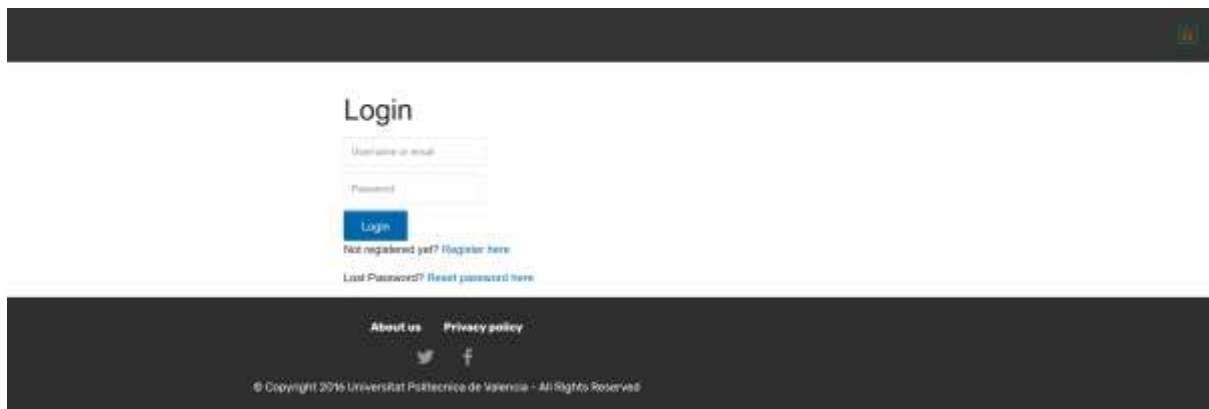 Login
Username or email
Password
Login
Not registered yet? Register here
Lost Password? Reset password here
About us Privacy policy
© Copyright 2016 Universitat Politecnica de Valencia - All Rights Reserved